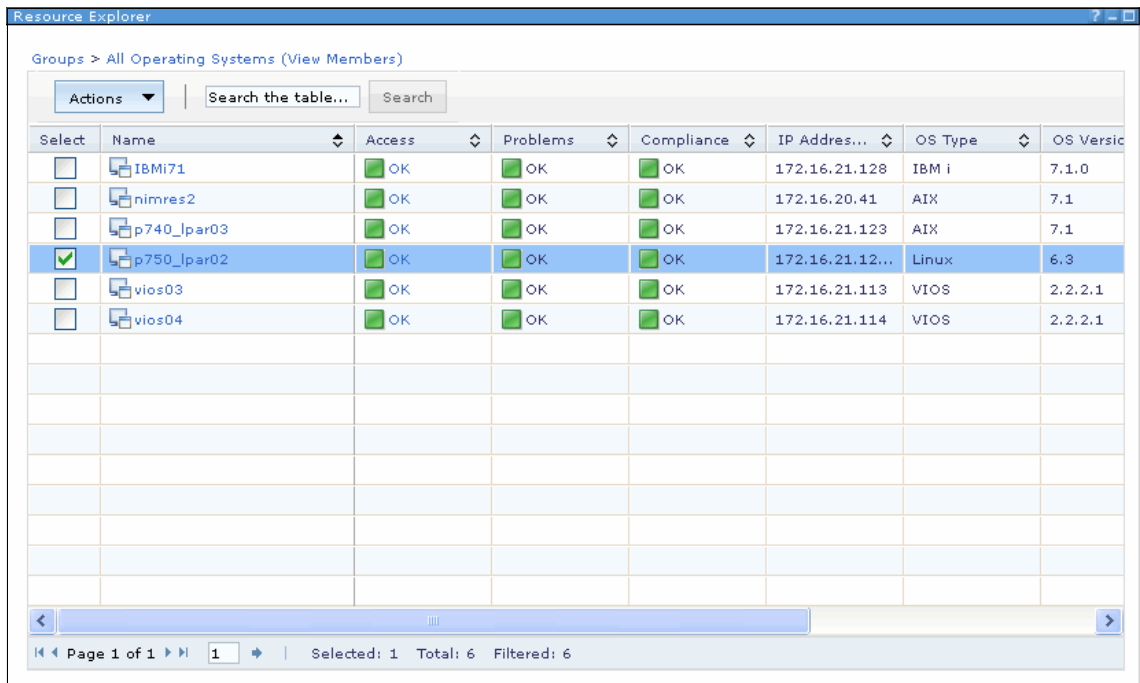 Resource Explorer ?
Groups > All Operating Systems (View Members)
Actions Search the table... Search
Select Name Access Problems Compliance IP Addres... OS Type OS Versic
IBMi71 OK OK OK 172.16.21.128 IBM i 7.1.0
nimres2 OK OK OK 172.16.20.41 AIX 7.1
p740_lpar03 OK OK OK 172.16.21.123 AIX 7.1
p750_lpar02 OK OK OK 172.16.21.12... Linux 6.3
vios03 OK OK OK 172.16.21.113 VIOS 2.2.2.1
vios04 OK OK OK 172.16.21.114 VIOS 2.2.2.1
Page 1 of 1 1 Selected: 1 Total: 6 Filtered: 6